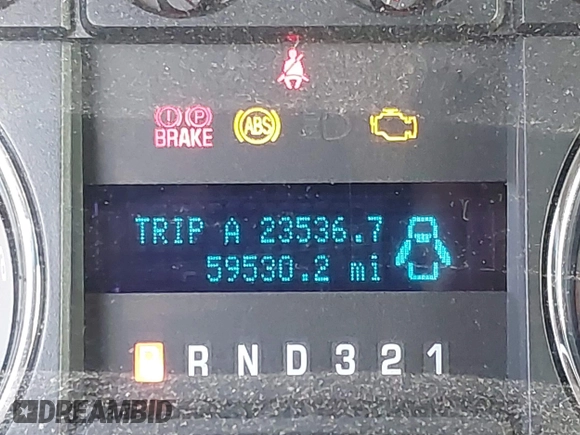 (!) (P)
BRAKE
(ABS)
TRIP A 23536.7
59530.2 mi
P R N D 3 2 1
DREAMBID